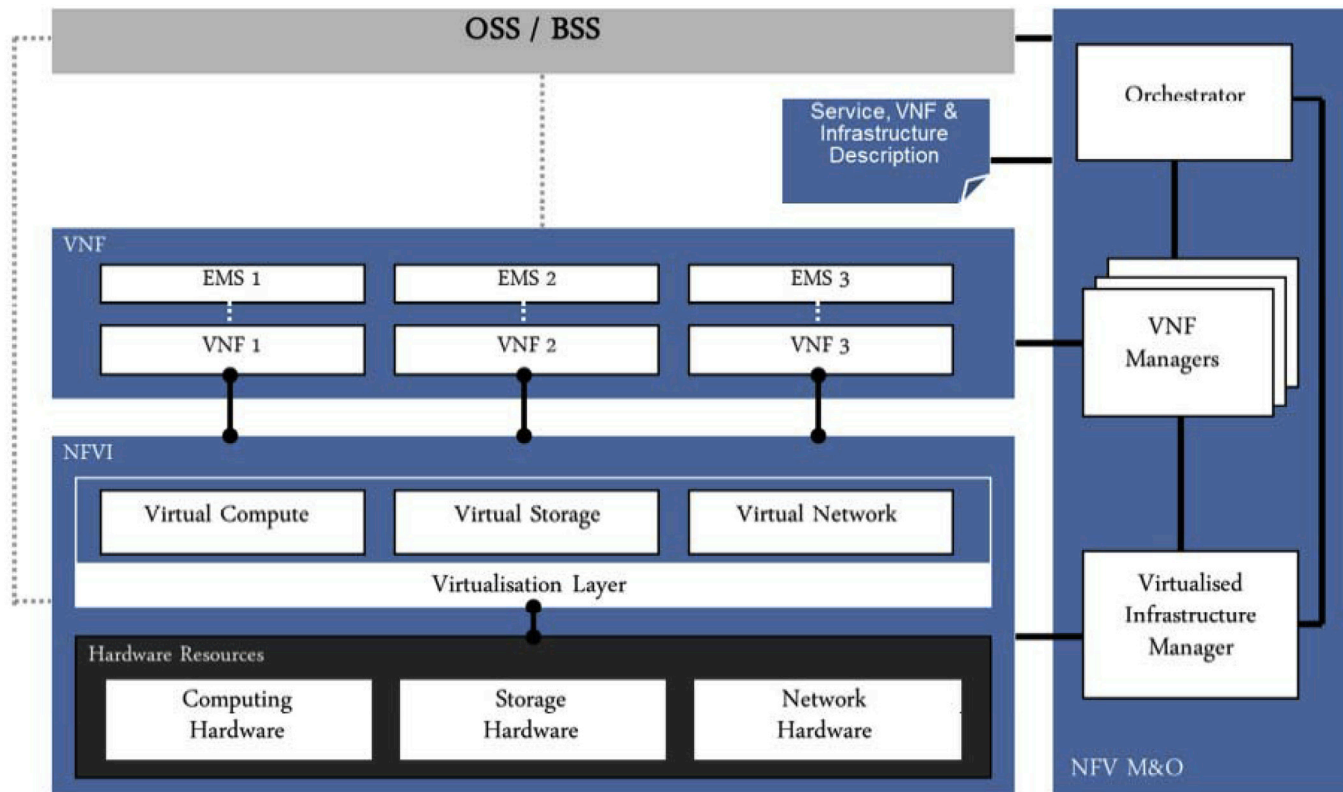 OSS / BSS
Orchestrator
Service, VNF &
Infrastructure
Description
VNF
EMS 1
EMS 2
EMS 3
VNF 1
VNF 2
VNF 3
VNF
Managers
NFVI
Virtual Compute
Virtual Storage
Virtual Network
Virtualisation Layer
Virtualised
Infrastructure
Manager
Hardware Resources
Computing
Hardware
Storage
Hardware
Network
Hardware
NFV M&O